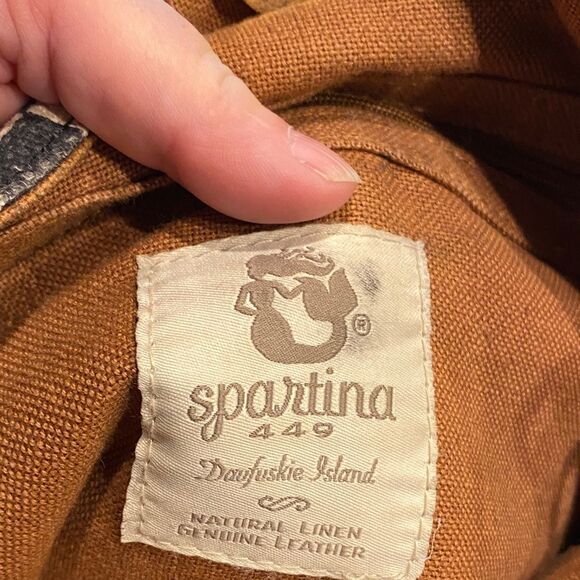 ®
spartina
449
Daufuskie Island
NATURAL LINEN
GENUINE LEATHER